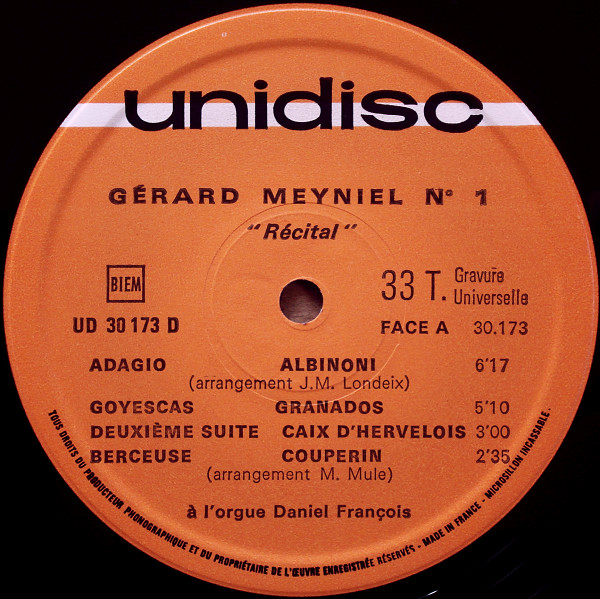 unidisc
GÉRARD MEYNIEL Nº 1
"Récital"
BIEM
33 T. Gravure Universelle
UD 30 173 D
FACE A 30.173
ADAGIO ALBINONI 6'17
(arrangement J.M. Londeix)
GOYESCAS GRANADOS 5'10
DEUXIÈME SUITE CAIX D'HERVELOIS 3'00
BERCEUSE COUPERIN 2'35
(arrangement M. Mule)
à l'orgue Daniel François
TOUS DROITS DU PRODUCTEUR PHONOGRAPHIQUE ET DU PROPRIÉTAIRE DE L'ŒUVRE ENREGISTRÉE RÉSERVÉS - MADE IN FRANCE - MICROSILLON INCASSABLE.